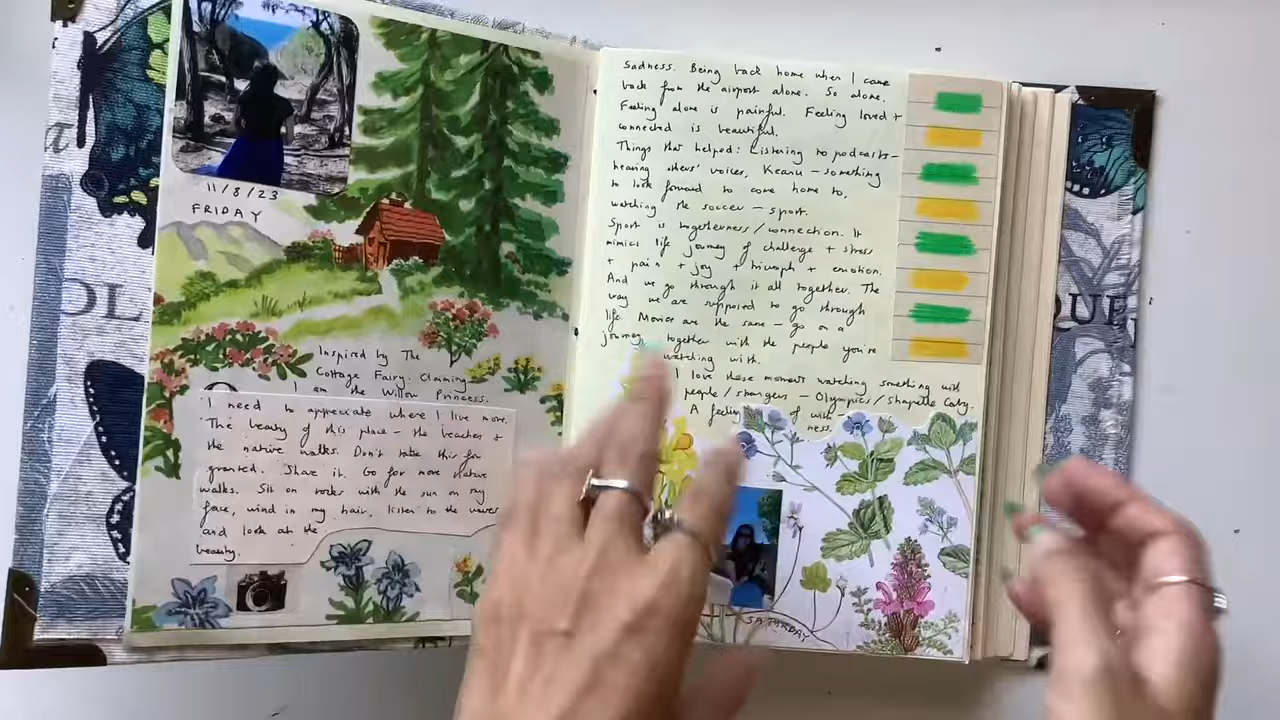 11/8/23
FRIDAY
Inspired by The
Cottage Fairy. Claiming
I am the Willow Princess.
I need to appreciate where I live more.
The beauty of this place – the beaches +
the native walks. Don't take this for
granted. Share it. Go for more nature
walks. Sit on rocks with the sun on my
face, wind in my hair, listen to the waves
and look at the
beauty.
Sadness. Being back home when I came
back from the airport alone. So alone.
Feeling alone is painful. Feeling loved +
connected is beautiful.
Things that helped: Listening to podcasts –
hearing others' voices, Keanu – something
to look forward to come home to,
watching the soccer – sport.
Sport is togetherness/connection. It
mimics life journey of challenge + stress
+ pain + joy + triumph + emotion.
And we go through it all together. The
way we are supposed to go through
life. Movies are the same – go on a
journey together with the people you're
watching with
I love these moments watching something with
people/strangers – Olympics/
A feeling of
ness.
SATURDAY
OL
QUE